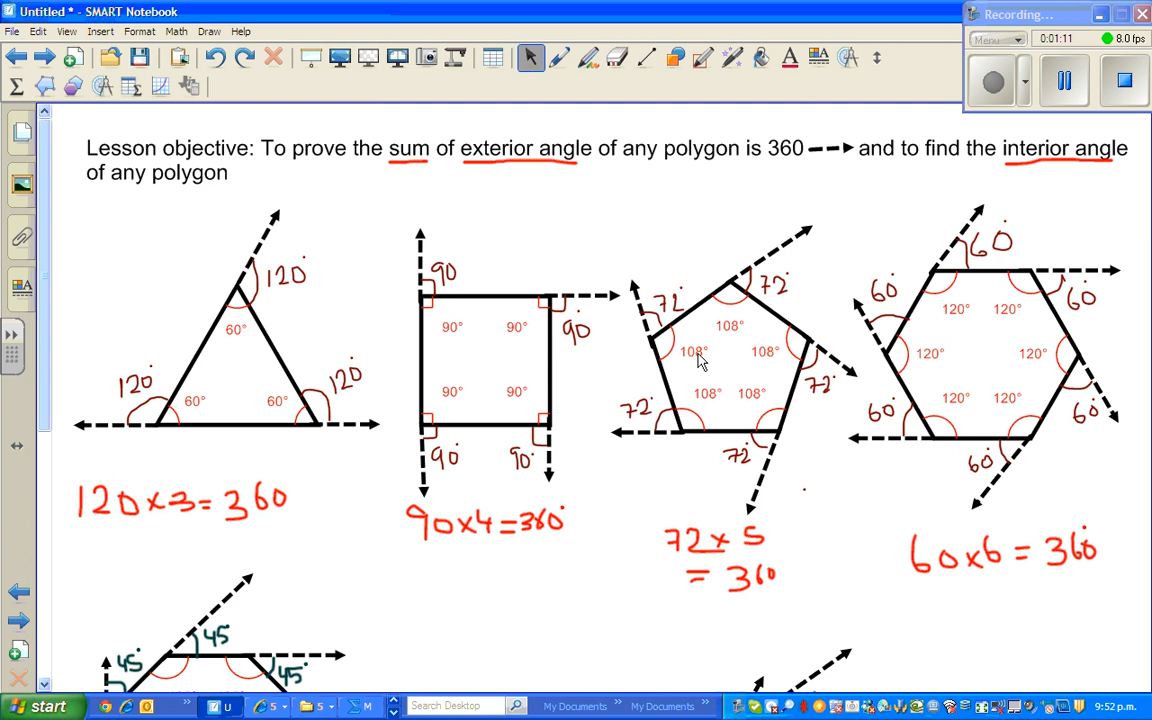 Untitled * - SMART Notebook
Recording...
File Edit View Insert Format Math Draw Help
Menu
0:01:11
8.0 fps
Lesson objective: To prove the sum of exterior angle of any polygon is 360 and to find the interior angle
of any polygon
120°
60°
120°
60°
60°
120°
120x3=360
90
90°
90°
90°
90°
90°
90°
90°
90x4=360°
72°
72°
108°
108°
108°
72°
108°
108°
72°
72°
72x5
=360
60°
60°
60°
120°
120°
120°
120°
120°
120°
60°
60°
60°
60x6=360°
45
45°
45°
start
U
5
5
M
Search Desktop
My Documents
My Documents
9:52 p.m.